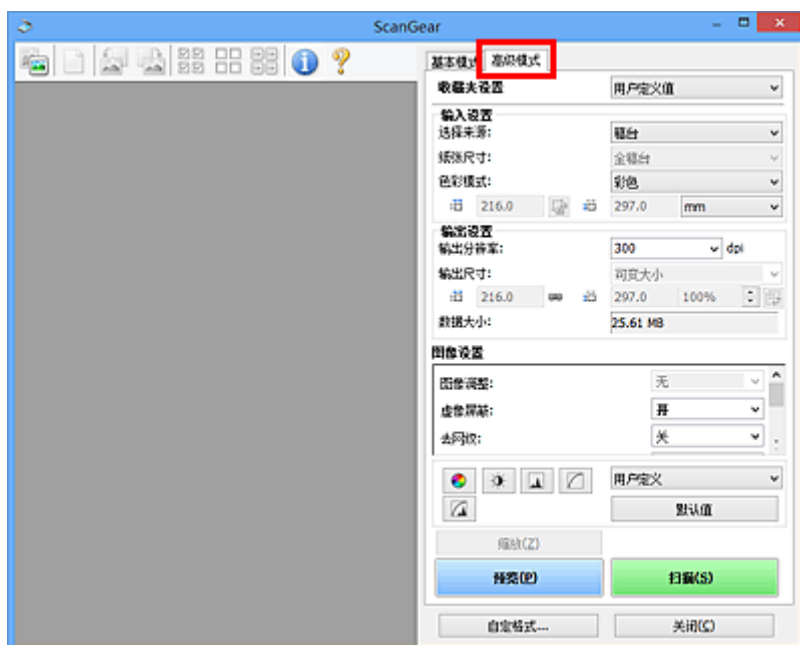 ScanGear
基本模式 高级模式
收藏夹设置 用户定义值
输入设置
选择来源: 稿台
纸张尺寸: 全稿台
色彩模式: 彩色
216.0 297.0 mm
输出设置
输出分辨率: 300 dpi
输出尺寸: 可变大小
216.0 297.0 100%
数据大小: 25.61 MB
图像设置
图像调整: 无
虚像屏蔽: 开
去网纹: 关
用户定义
默认值
缩放(Z)
预览(P) 扫描(S)
自定格式... 关闭(C)